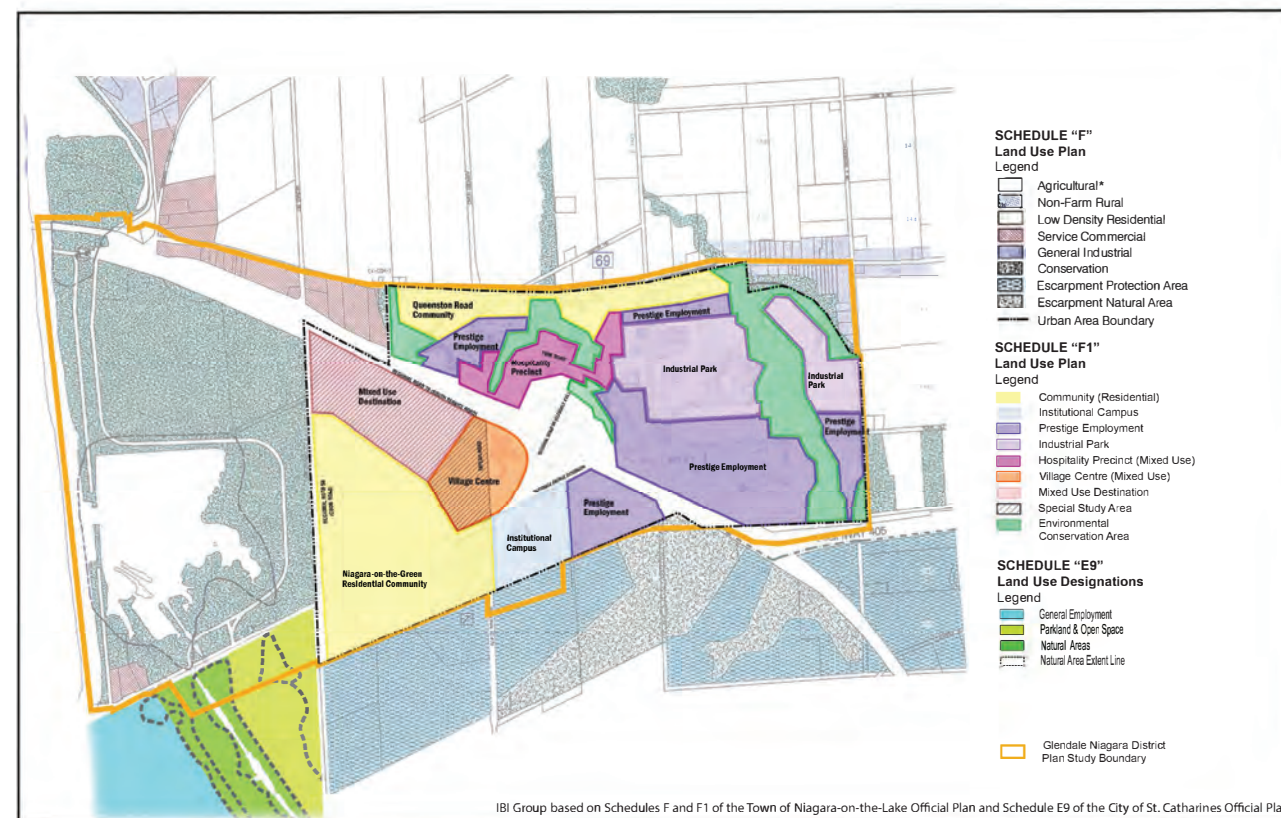 69
Queenston Road
Community
Prestige Employment
Prestige
Employment
Hospitality
Precinct
Industrial Park
Industrial
Park
Mixed Use
Destination
Prestige
Employment
Village Centre
Prestige Employment
Prestige
Employment
Institutional
Campus
Niagara-on-the-Green
Residential Community
405
SCHEDULE “F”
Land Use Plan
Legend
Agricultural*
Non-Farm Rural
Low Density Residential
Service Commercial
General Industrial
Conservation
Escarpment Protection Area
Escarpment Natural Area
Urban Area Boundary
SCHEDULE “F1”
Land Use Plan
Legend
Community (Residential)
Institutional Campus
Prestige Employment
Industrial Park
Hospitality Precinct (Mixed Use)
Village Centre (Mixed Use)
Mixed Use Destination
Special Study Area
Environmental
Conservation Area
SCHEDULE “E9”
Land Use Designations
Legend
General Employment
Parkland & Open Space
Natural Areas
Natural Area Extent Line
Glendale Niagara District
Plan Study Boundary
IBI Group based on Schedules F and F1 of the Town of Niagara-on-the-Lake Official Plan and Schedule E9 of the City of St. Catharines Official Pla